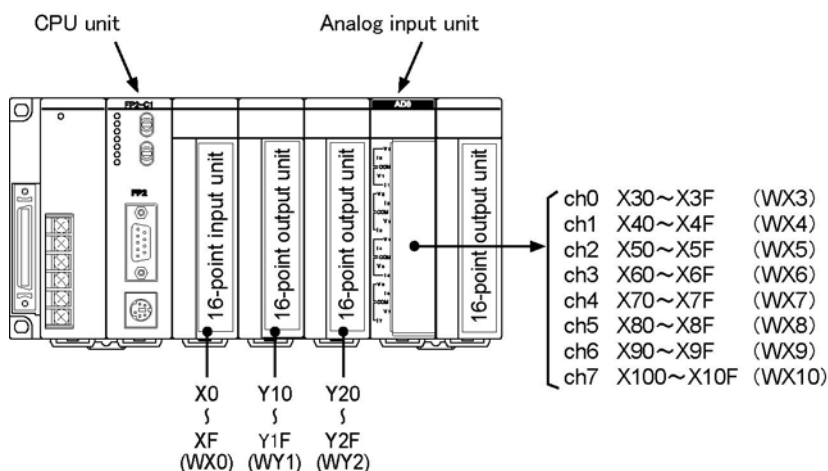 CPU unit
Analog input unit
FP2-C1
AD8
FP2
16-point input unit
16-point output unit
16-point output unit
16-point output unit
ch0 X30～X3F (WX3)
ch1 X40～X4F (WX4)
ch2 X50～X5F (WX5)
ch3 X60～X6F (WX6)
ch4 X70～X7F (WX7)
ch5 X80～X8F (WX8)
ch6 X90～X9F (WX9)
ch7 X100～X10F (WX10)
X0 Y10 Y20
～ ～ ～
XF Y1F Y2F
(WX0) (WY1) (WY2)